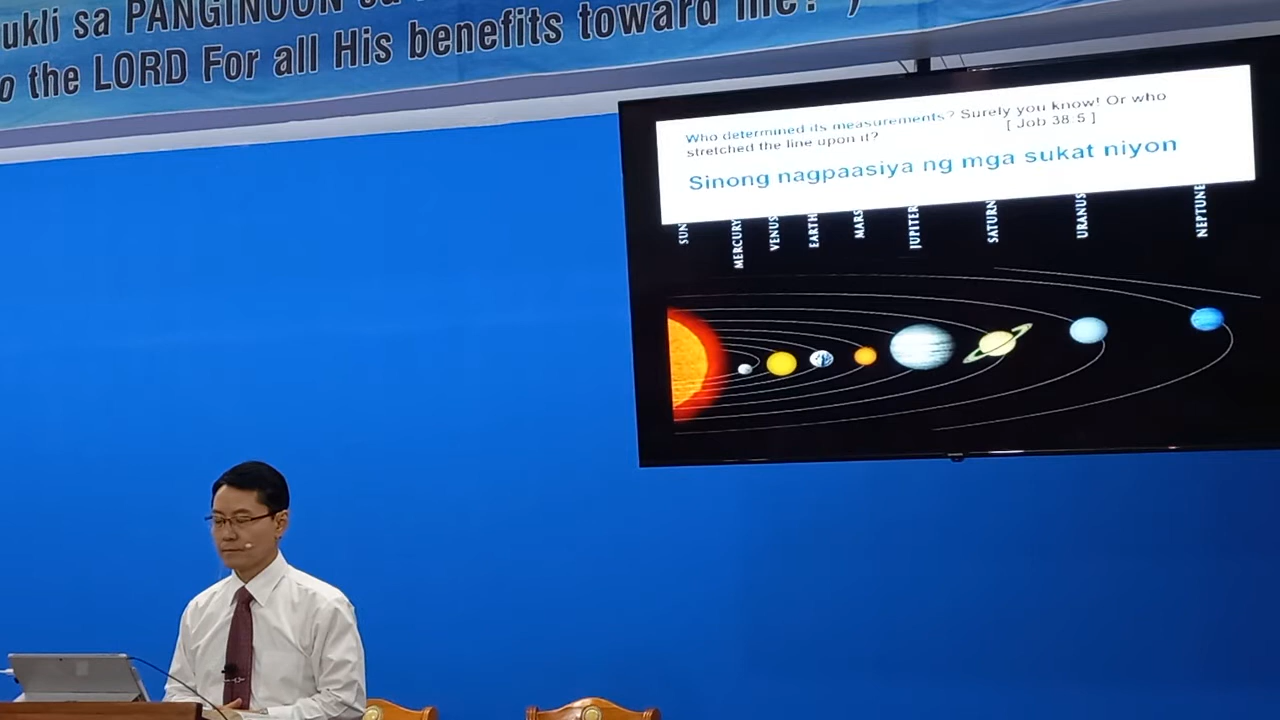 ukli sa PANGINOON sa
o the LORD For all His benefits toward me? )
Who determined its measurements? Surely you know! Or who
stretched the line upon it? [ Job 38:5 ]
Sinong nagpaasiya ng mga sukat niyon
SUN
MERCURY
VENUS
EARTH
MARS
JUPITER
SATURN
URANUS
NEPTUNE